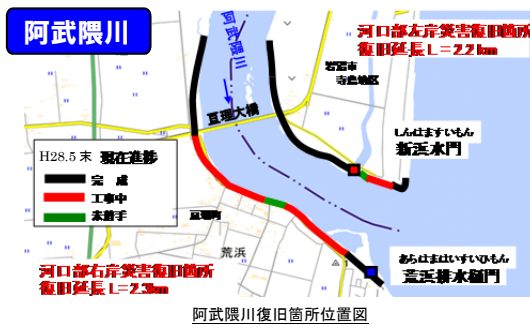 阿武隈川
阿武隈川
河口部左岸災害復旧箇所
復旧延長L=2.2km
岩沼市
寺島地区
亘理大橋
しんはますいもん
新浜水門
H28.5末 現在進捗
完 成
工事中
未着手
亘理町
荒浜
あらはまはいすいひもん
荒浜排水樋門
河口部右岸災害復旧箇所
復旧延長L=2.3km
阿武隈川復旧箇所位置図